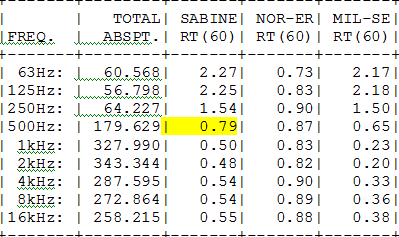 |--------|----------|--------|--------|--------|
|        |     TOTAL|  SABINE|  NOR-ER|  MIL-SE|
|FREQ.   |    ABSPT.|  RT(60)|  RT(60)|  RT(60)|
|--------|----------|--------|--------|--------|
|   63Hz:|    60.568|    2.27|    0.73|    2.17|
|  125Hz:|    56.798|    2.25|    0.83|    2.18|
|  250Hz:|    64.227|    1.54|    0.90|    1.50|
|  500Hz:|   179.629|    0.79|    0.87|    0.65|
|   1kHz:|   327.990|    0.50|    0.83|    0.23|
|   2kHz:|   343.344|    0.48|    0.82|    0.20|
|   4kHz:|   287.595|    0.54|    0.90|    0.33|
|   8kHz:|   272.864|    0.54|    0.89|    0.36|
|  16kHz:|   258.215|    0.55|    0.88|    0.38|
|--------|----------|--------|--------|--------|